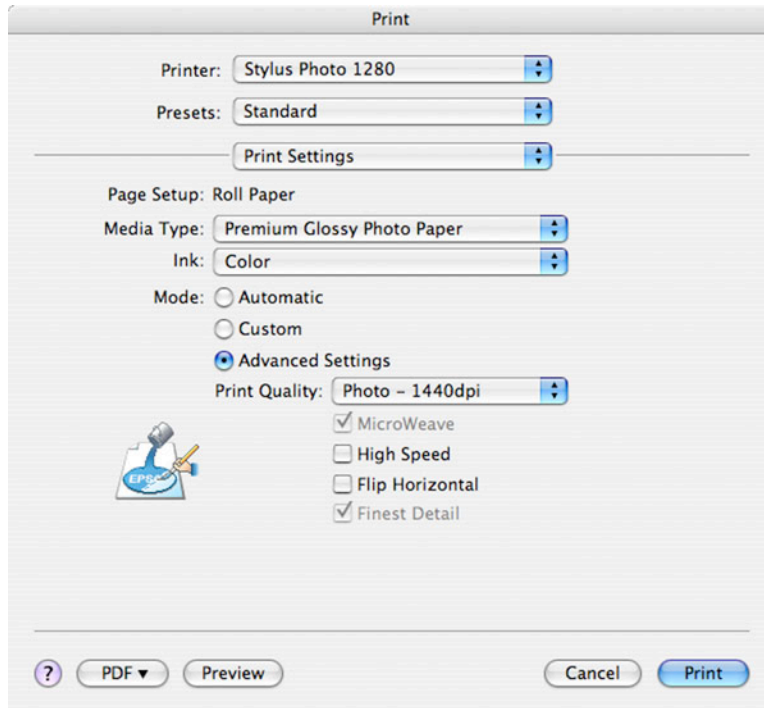 Print
Printer: Stylus Photo 1280
Presets: Standard
Print Settings
Page Setup: Roll Paper
Media Type: Premium Glossy Photo Paper
Ink: Color
Mode: Automatic
Custom
Advanced Settings
Print Quality: Photo – 1440dpi
MicroWeave
High Speed
Flip Horizontal
Finest Detail
EPSO
? PDF▼ Preview Cancel Print